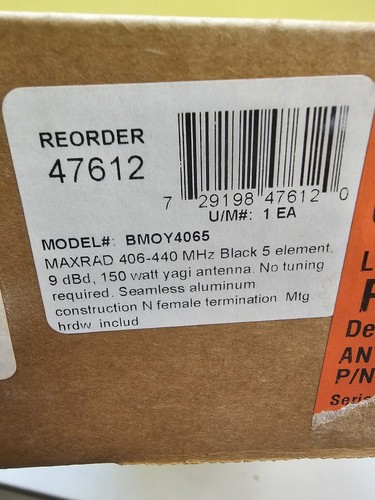 REORDER
47612
7 29198 47612 0
U/M#: 1 EA
MODEL#: BMOY4065
MAXRAD 406-440 MHz Black 5 element,
9 dBd, 150 watt yagi antenna. No tuning
required. Seamless aluminum
construction N female termination. Mtg.
hrdw. includ
L
De
AN
P/N
Seri